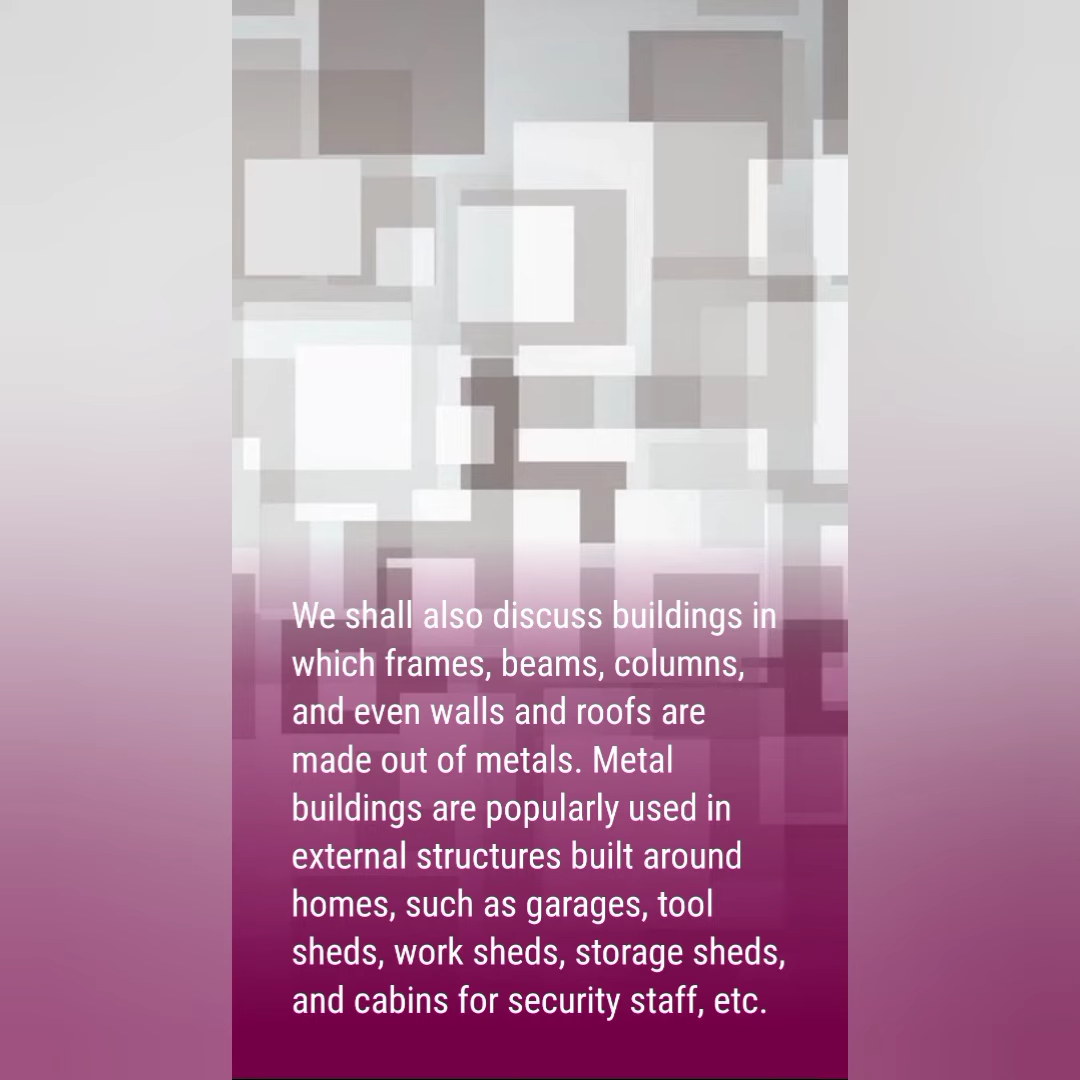 We shall also discuss buildings in
which frames, beams, columns,
and even walls and roofs are
made out of metals. Metal
buildings are popularly used in
external structures built around
homes, such as garages, tool
sheds, work sheds, storage sheds,
and cabins for security staff, etc.